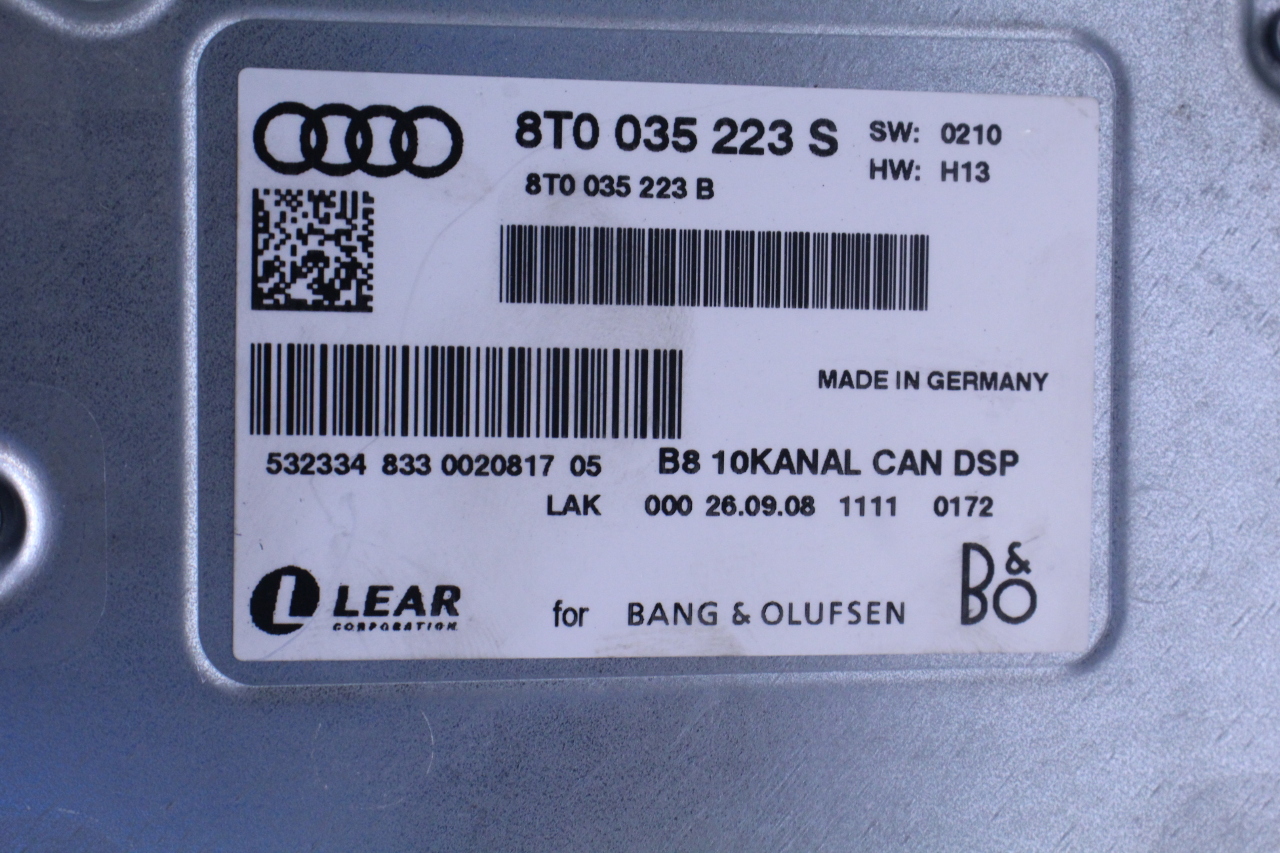 8T0 035 223 S SW: 0210
8T0 035 223 B HW: H13
MADE IN GERMANY
532334 833 0020817 05 B8 10KANAL CAN DSP
LAK 000 26.09.08 1111 0172
L LEAR
CORPORATION
for BANG & OLUFSEN
B&O